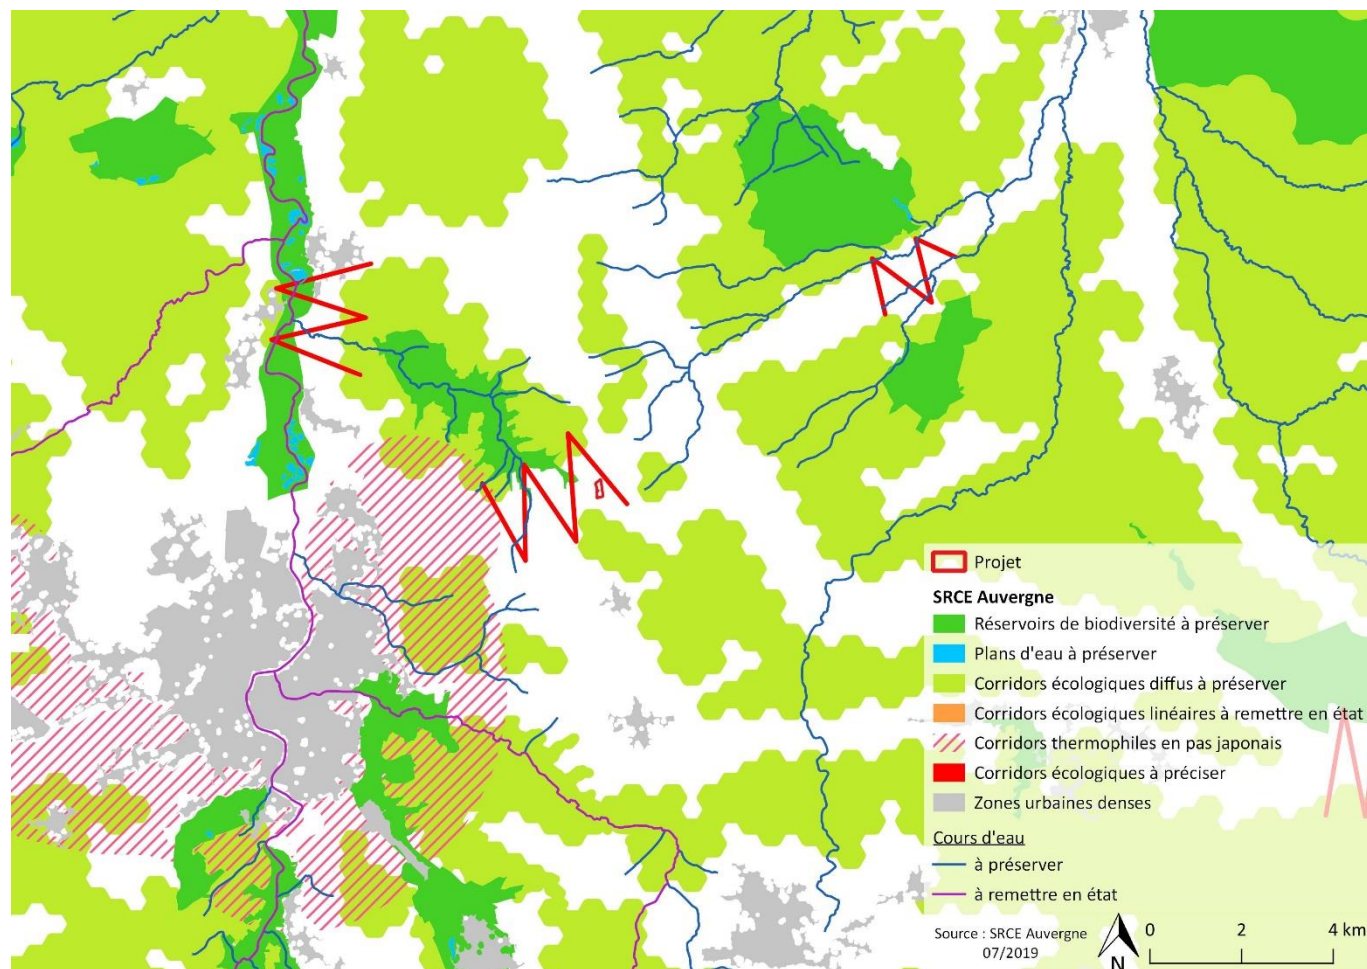 Projet
SRCE Auvergne
Réservoirs de biodiversité à préserver
Plans d'eau à préserver
Corridors écologiques diffus à préserver
Corridors écologiques linéaires à remettre en état
Corridors thermophiles en pas japonais
Corridors écologiques à préciser
Zones urbaines denses
Cours d'eau
à préserver
à remettre en état
Source : SRCE Auvergne
07/2019
N
0 2 4 km